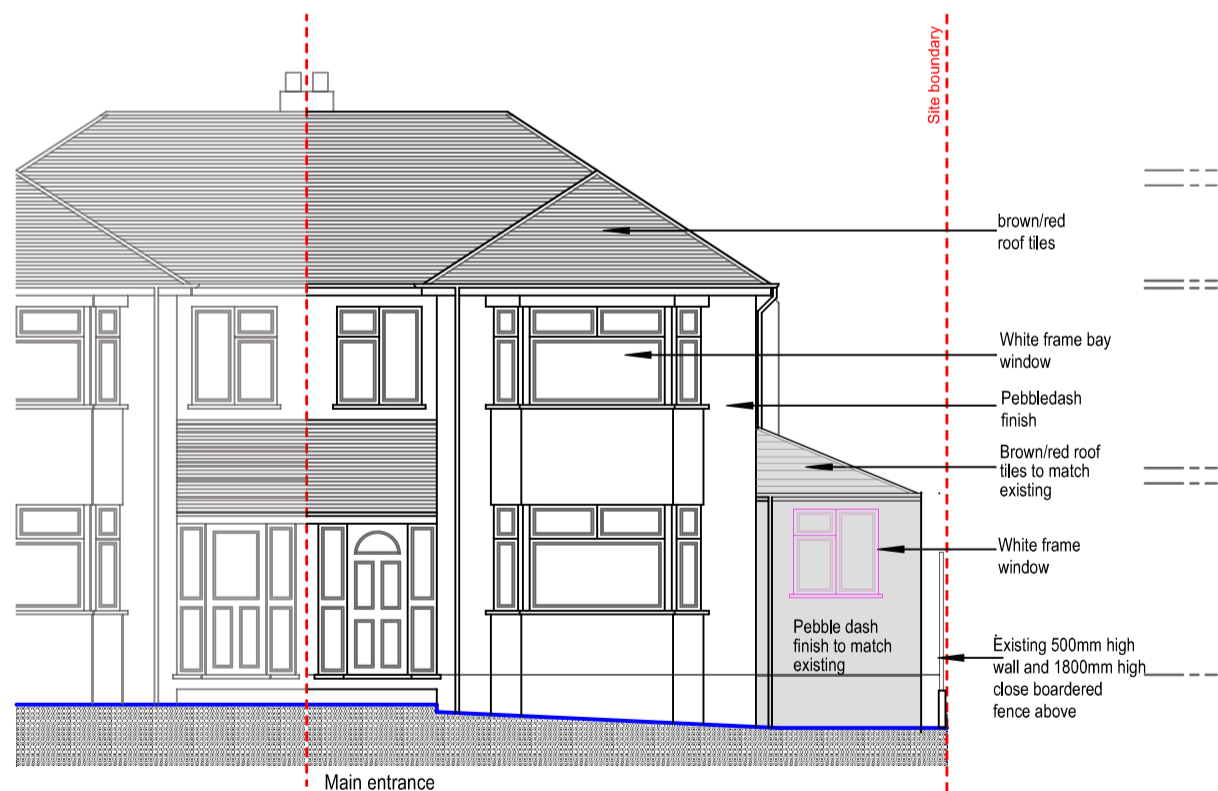 Site boundary
brown/red
roof tiles
White frame bay
window
Pebbledash
finish
Brown/red roof
tiles to match
existing
White frame
window
Pebble dash
finish to match
existing
Existing 500mm high
wall and 1800mm high
close boardered
fence above
Main entrance